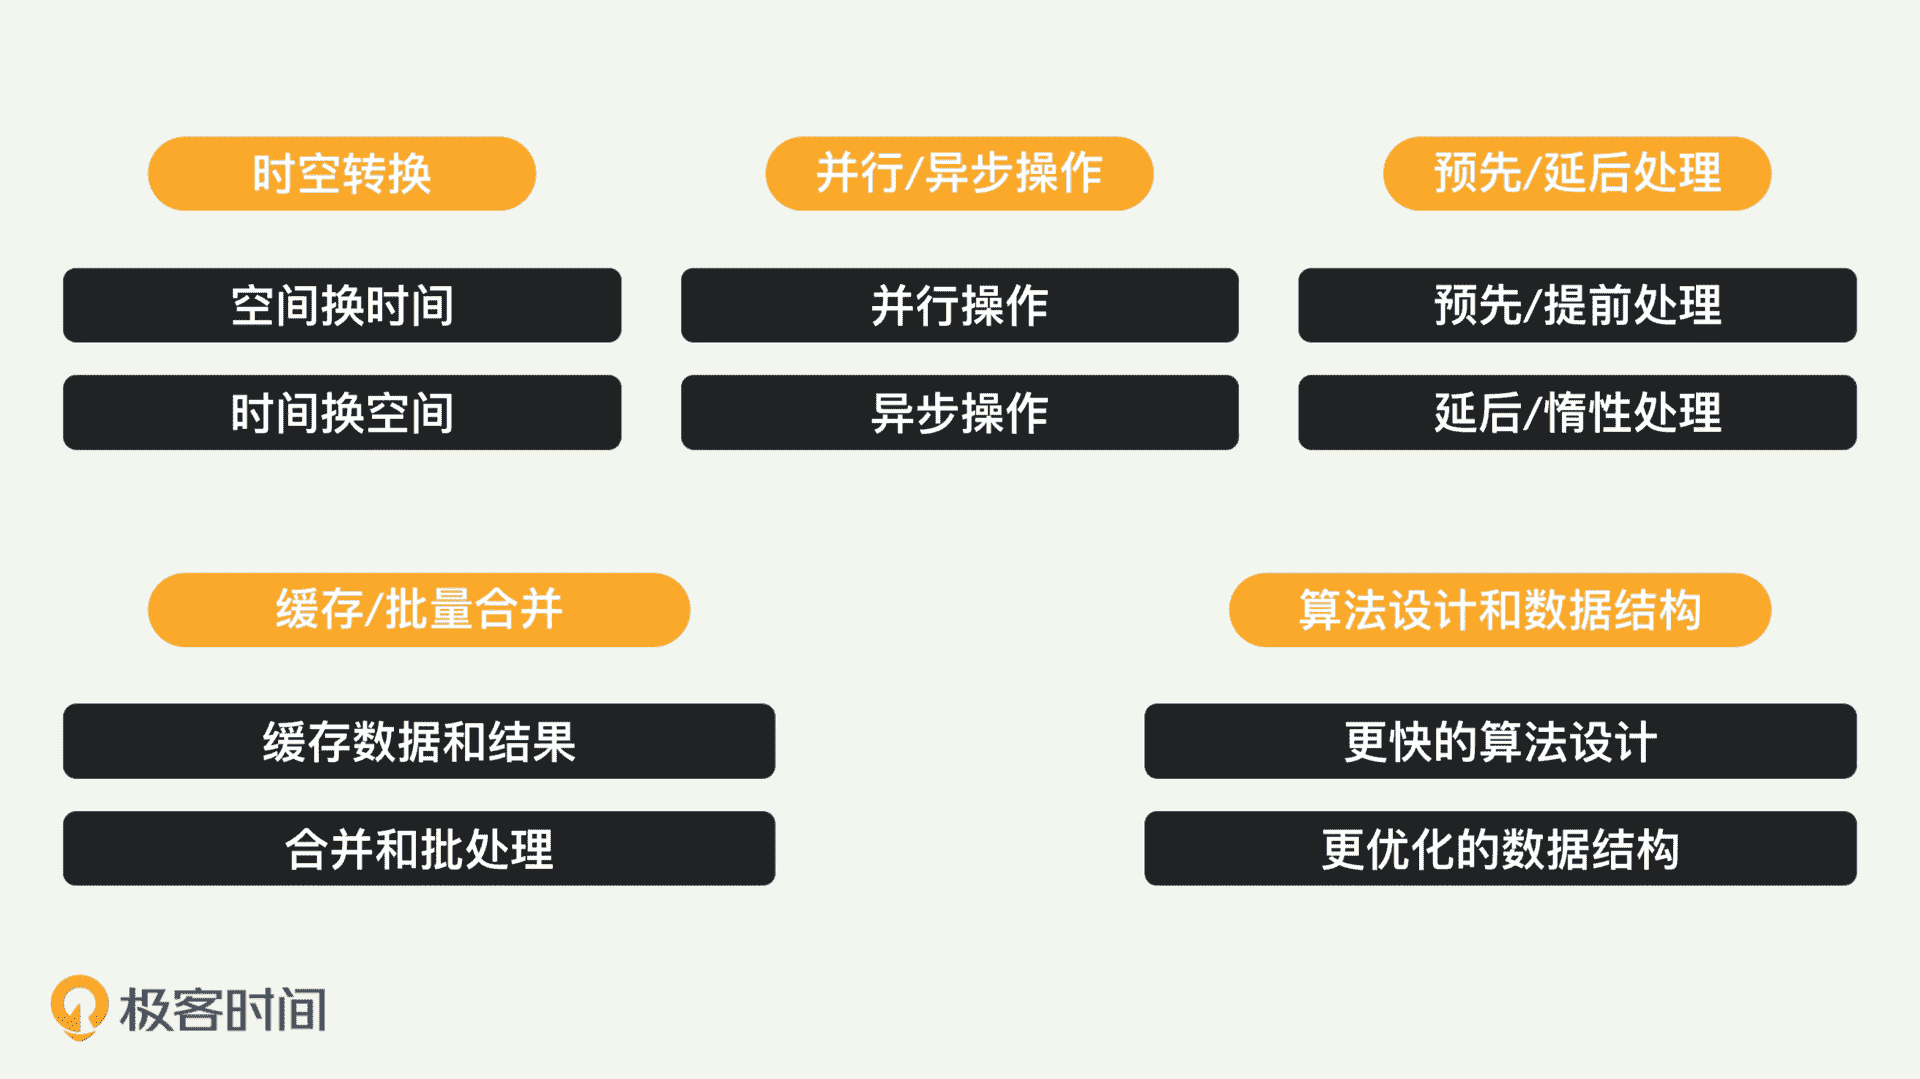 时空转换
并行/异步操作
预先/延后处理
空间换时间
并行操作
预先/提前处理
时间换空间
异步操作
延后/惰性处理
缓存/批量合并
算法设计和数据结构
缓存数据和结果
更快的算法设计
合并和批处理
更优化的数据结构
极客时间